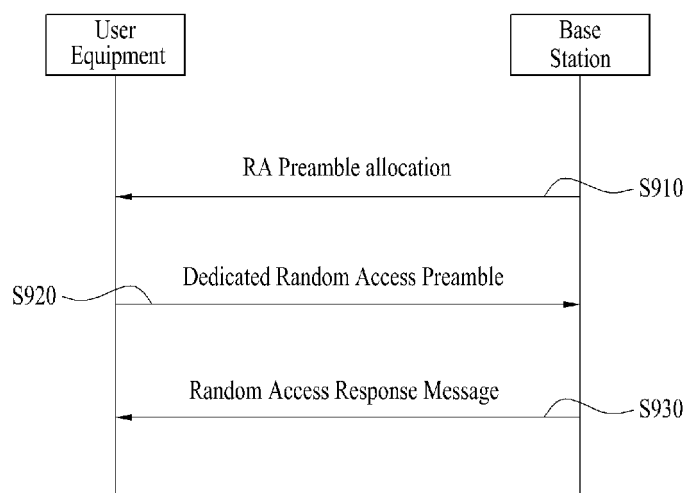 User
Equipment
Base
Station
RA Preamble allocation
S910
Dedicated Random Access Preamble
S920
Random Access Response Message
S930